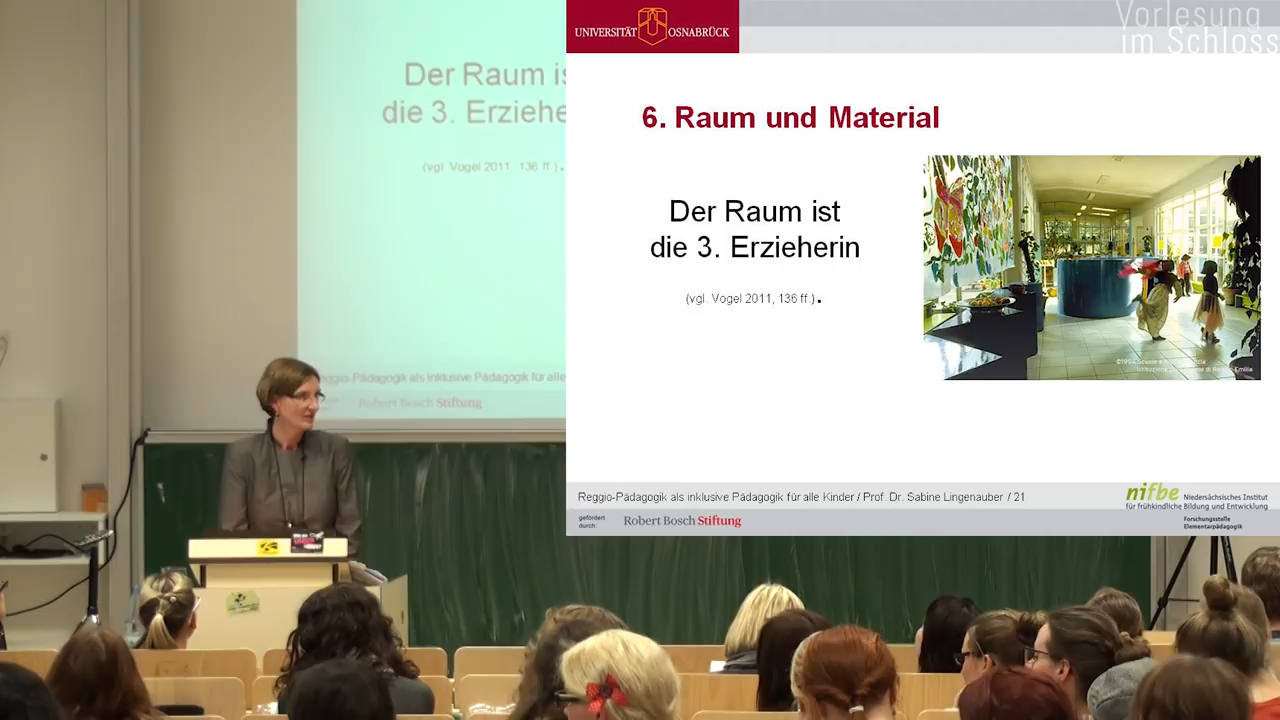 Der Raum is
die 3. Erziehe
(vgl. Vogel 2011, 136 ff.).
Reggio-Pädagogik als inklusive Pädagogik für alle
Robert Bosch Stiftung
UNIVERSITÄT OSNABRÜCK
Vorlesung
im Schloss
6. Raum und Material
Der Raum ist
die 3. Erzieherin
(vgl. Vogel 2011, 136 ff.).
Reggio-Pädagogik als inklusive Pädagogik für alle Kinder / Prof. Dr. Sabine Lingenauber / 21
gefördert
durch:
Robert Bosch Stiftung
nifbe Niedersächsisches Institut
für frühkindliche Bildung und Entwicklung
Forschungsstelle
Elementarpädagogik